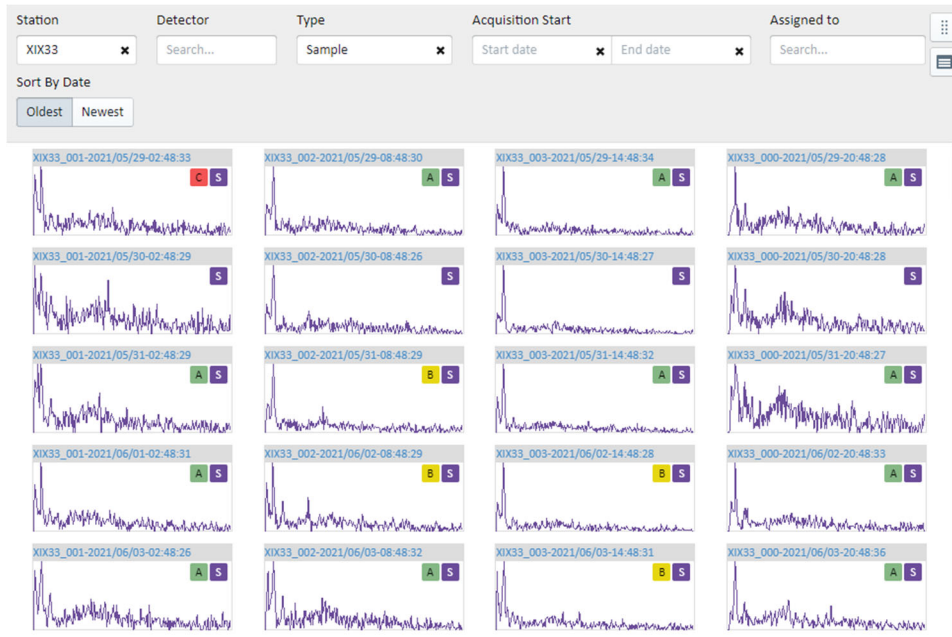 Station Detector Type Acquisition Start Assigned to
XIX33 × Search... Sample × Start date × End date × Search...
Sort By Date
Oldest Newest
XIX33_001-2021/05/29-02:48:33 XIX33_002-2021/05/29-08:48:30 XIX33_003-2021/05/29-14:48:34 XIX33_000-2021/05/29-20:48:28
C S A S A S A S
XIX33_001-2021/05/30-02:48:29 XIX33_002-2021/05/30-08:48:26 XIX33_003-2021/05/30-14:48:27 XIX33_000-2021/05/30-20:48:28
S S S S
XIX33_001-2021/05/31-02:48:29 XIX33_002-2021/05/31-08:48:29 XIX33_003-2021/05/31-14:48:32 XIX33_000-2021/05/31-20:48:27
A S B S A S A S
XIX33_001-2021/06/01-02:48:31 XIX33_002-2021/06/02-08:48:29 XIX33_003-2021/06/02-14:48:28 XIX33_000-2021/06/02-20:48:33
A S B S B S A S
XIX33_001-2021/06/03-02:48:26 XIX33_002-2021/06/03-08:48:32 XIX33_003-2021/06/03-14:48:31 XIX33_000-2021/06/03-20:48:36
A S A S B S A S